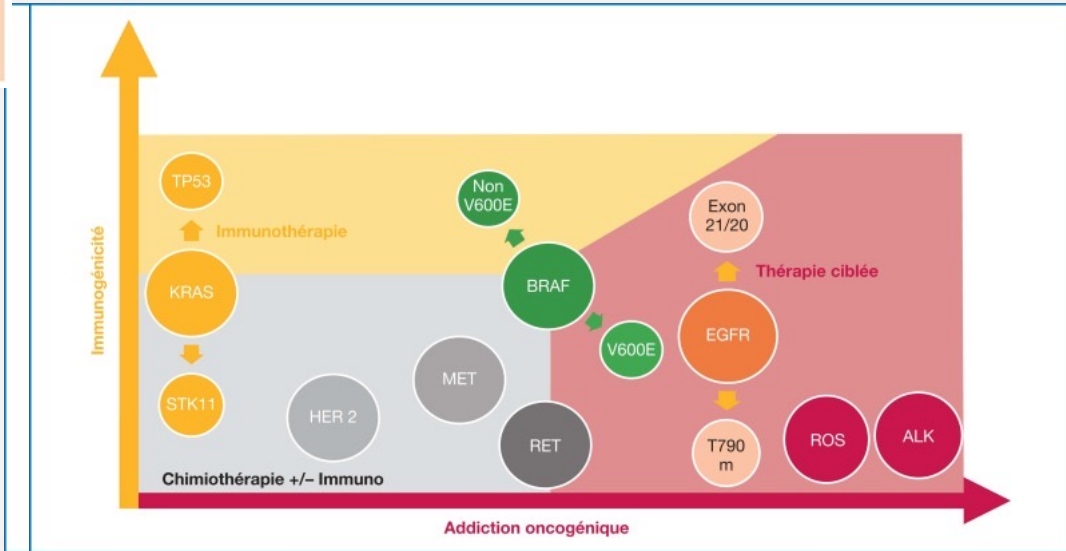 Immunogénicité
TP53
Immunothérapie
KRAS
STK11
Non
V600E
BRAF
V600E
Exon
21/20
Thérapie ciblée
EGFR
MET
HER 2
RET
T790
m
ROS
ALK
Chimiothérapie +/– Immuno
Addiction oncogénique